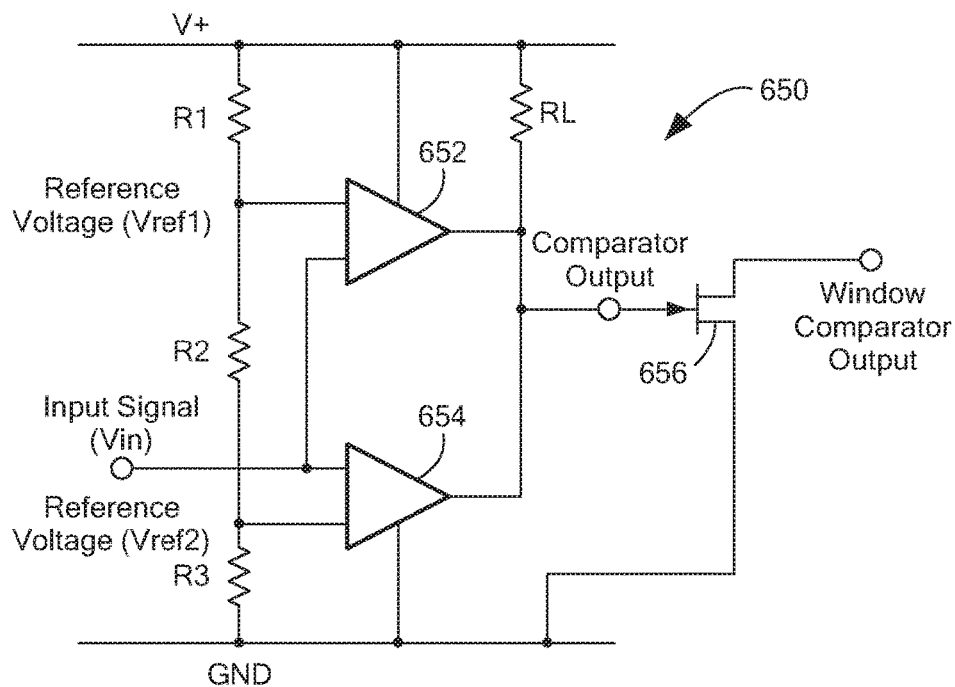 V+
R1
RL
650
652
Reference
Voltage (Vref1)
Comparator
Output
Window
Comparator
Output
R2
656
Input Signal
(Vin)
654
Reference
Voltage (Vref2)
R3
GND